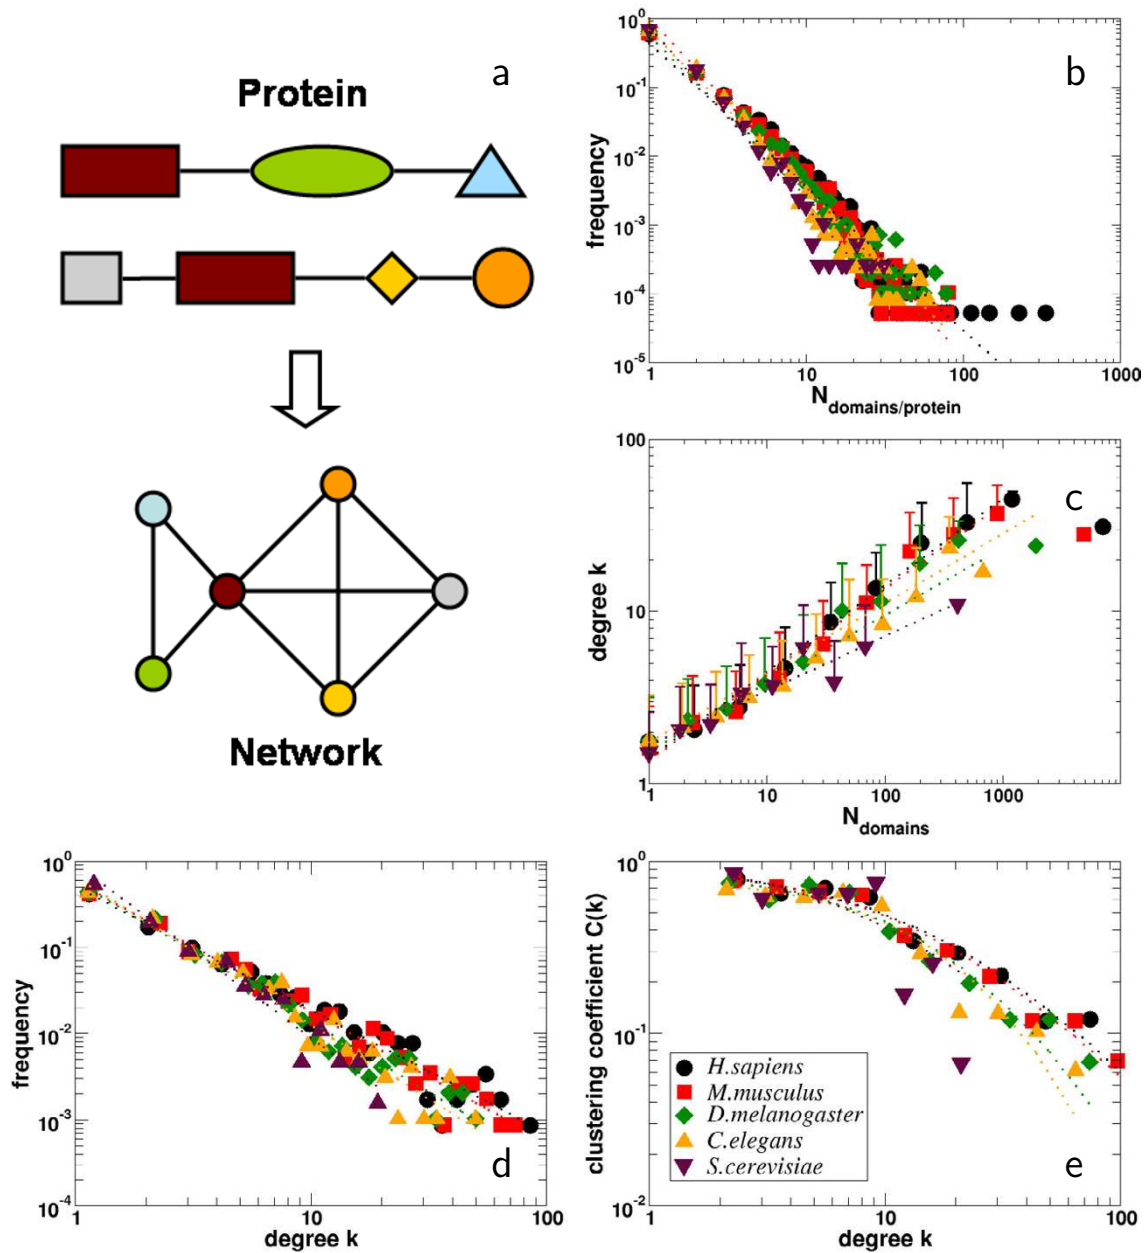 a
Protein
Network
b
10^0
10^-1
10^-2
10^-3
10^-4
10^-5
frequency
1
10
100
1000
N_domains/protein
c
100
10
1
degree k
1
10
100
1000
N_domains
d
10^0
10^-1
10^-2
10^-3
10^-4
frequency
1
10
100
degree k
e
10^0
10^-1
10^-2
clustering coefficient C(k)
H.sapiens
M.musculus
D.melanogaster
C.elegans
S.cerevisiae
1
10
100
degree k